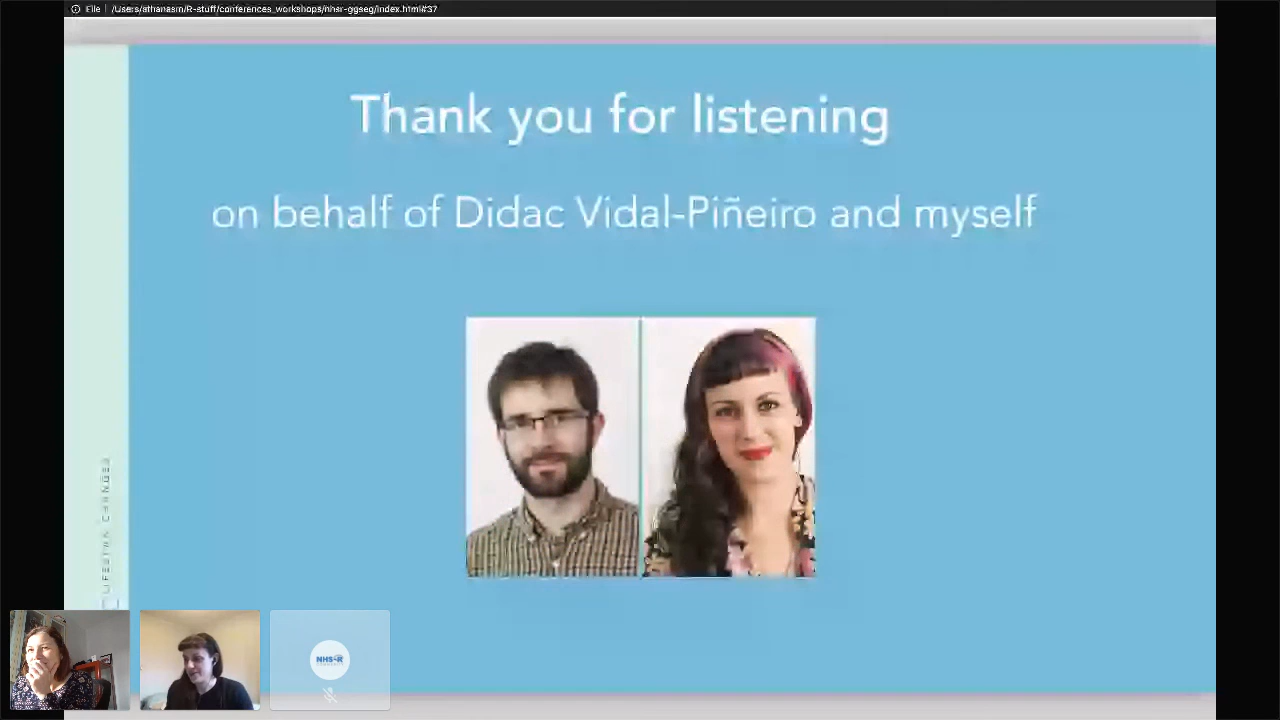 File | /Users/athanasm/R-stuff/conferences_workshops/nhsr-ggseg/index.html#37
Thank you for listening
on behalf of Didac Vidal-Piñeiro and myself
LIFESPAN CHANGES
NHS-R